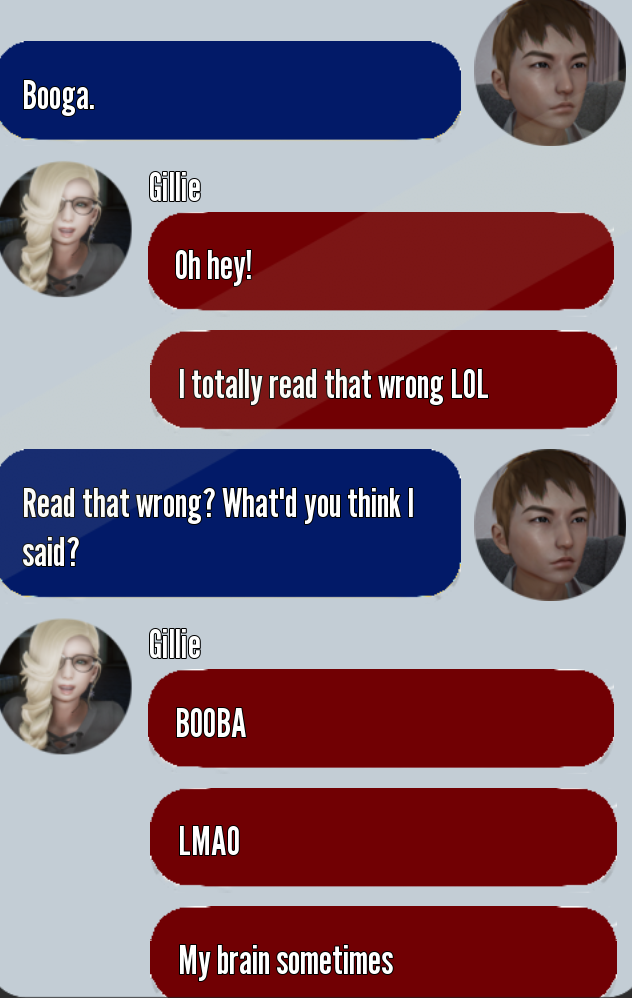 Booga.
Gillie
Oh hey!
I totally read that wrong LOL
Read that wrong? What'd you think I
said?
Gillie
BOOBA
LMAO
My brain sometimes